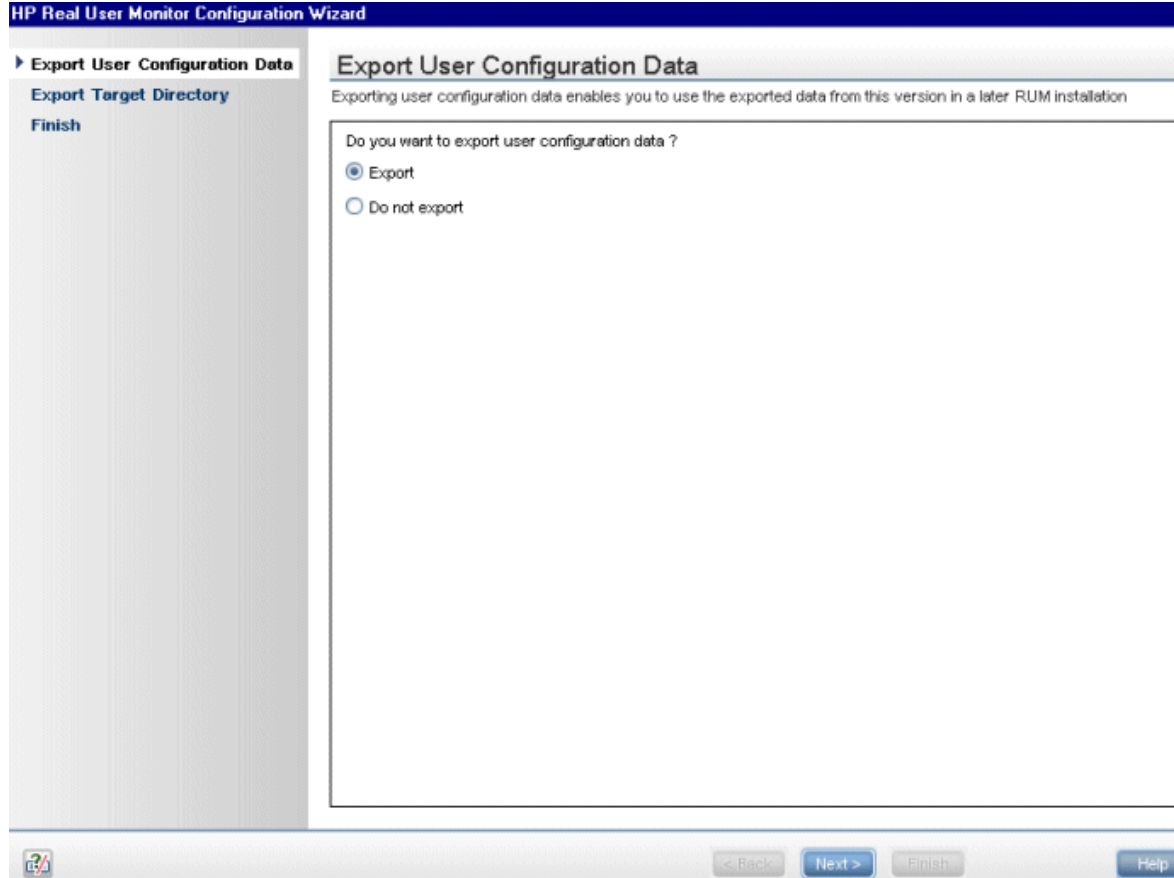 HP Real User Monitor Configuration Wizard
Export User Configuration Data
Export Target Directory
Finish
Export User Configuration Data
Exporting user configuration data enables you to use the exported data from this version in a later RUM installation
Do you want to export user configuration data ?
Export
Do not export
< Back
Next >
Finish
Help